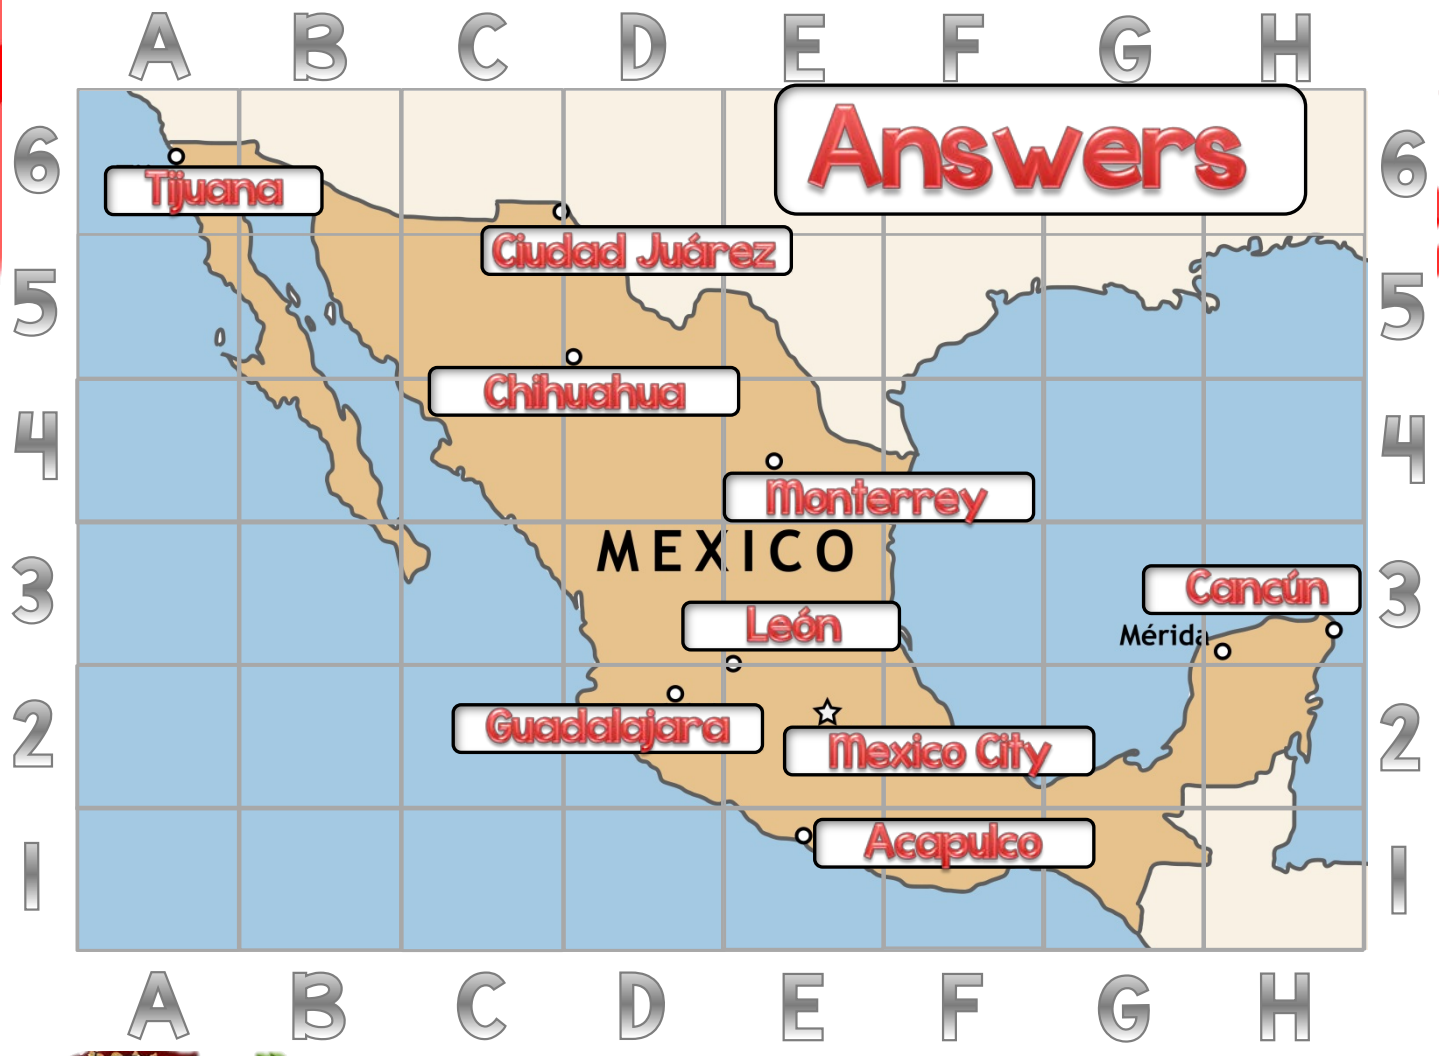 A B C D E F G H
Answers
6 6
Tijuana
Ciudad Juárez
5 5
Chihuahua
4 4
Monterrey
MEXICO
3 3
Cancún
León
Mérida
2 2
Guadalajara
Mexico City
Acapulco
1 1
A B C D E F G H